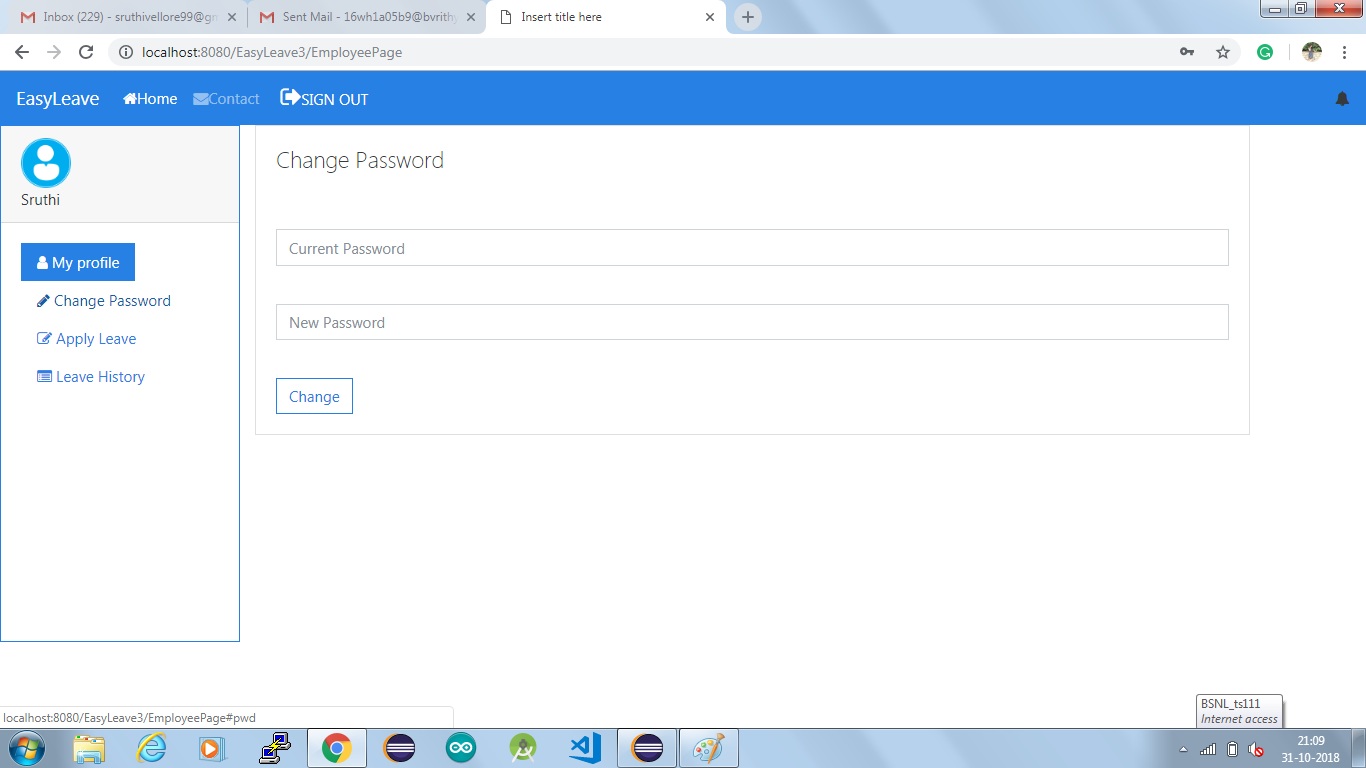 Inbox (229) - sruthivellore99@gm
Sent Mail - 16wh1a05b9@bvrithy
Insert title here
localhost:8080/EasyLeave3/EmployeePage
EasyLeave Home Contact SIGN OUT
Sruthi
My profile
Change Password
Apply Leave
Leave History
Change Password
Current Password
New Password
Change
localhost:8080/EasyLeave3/EmployeePage#pwd
BSNL_ts111
Internet access
21:09
31-10-2018